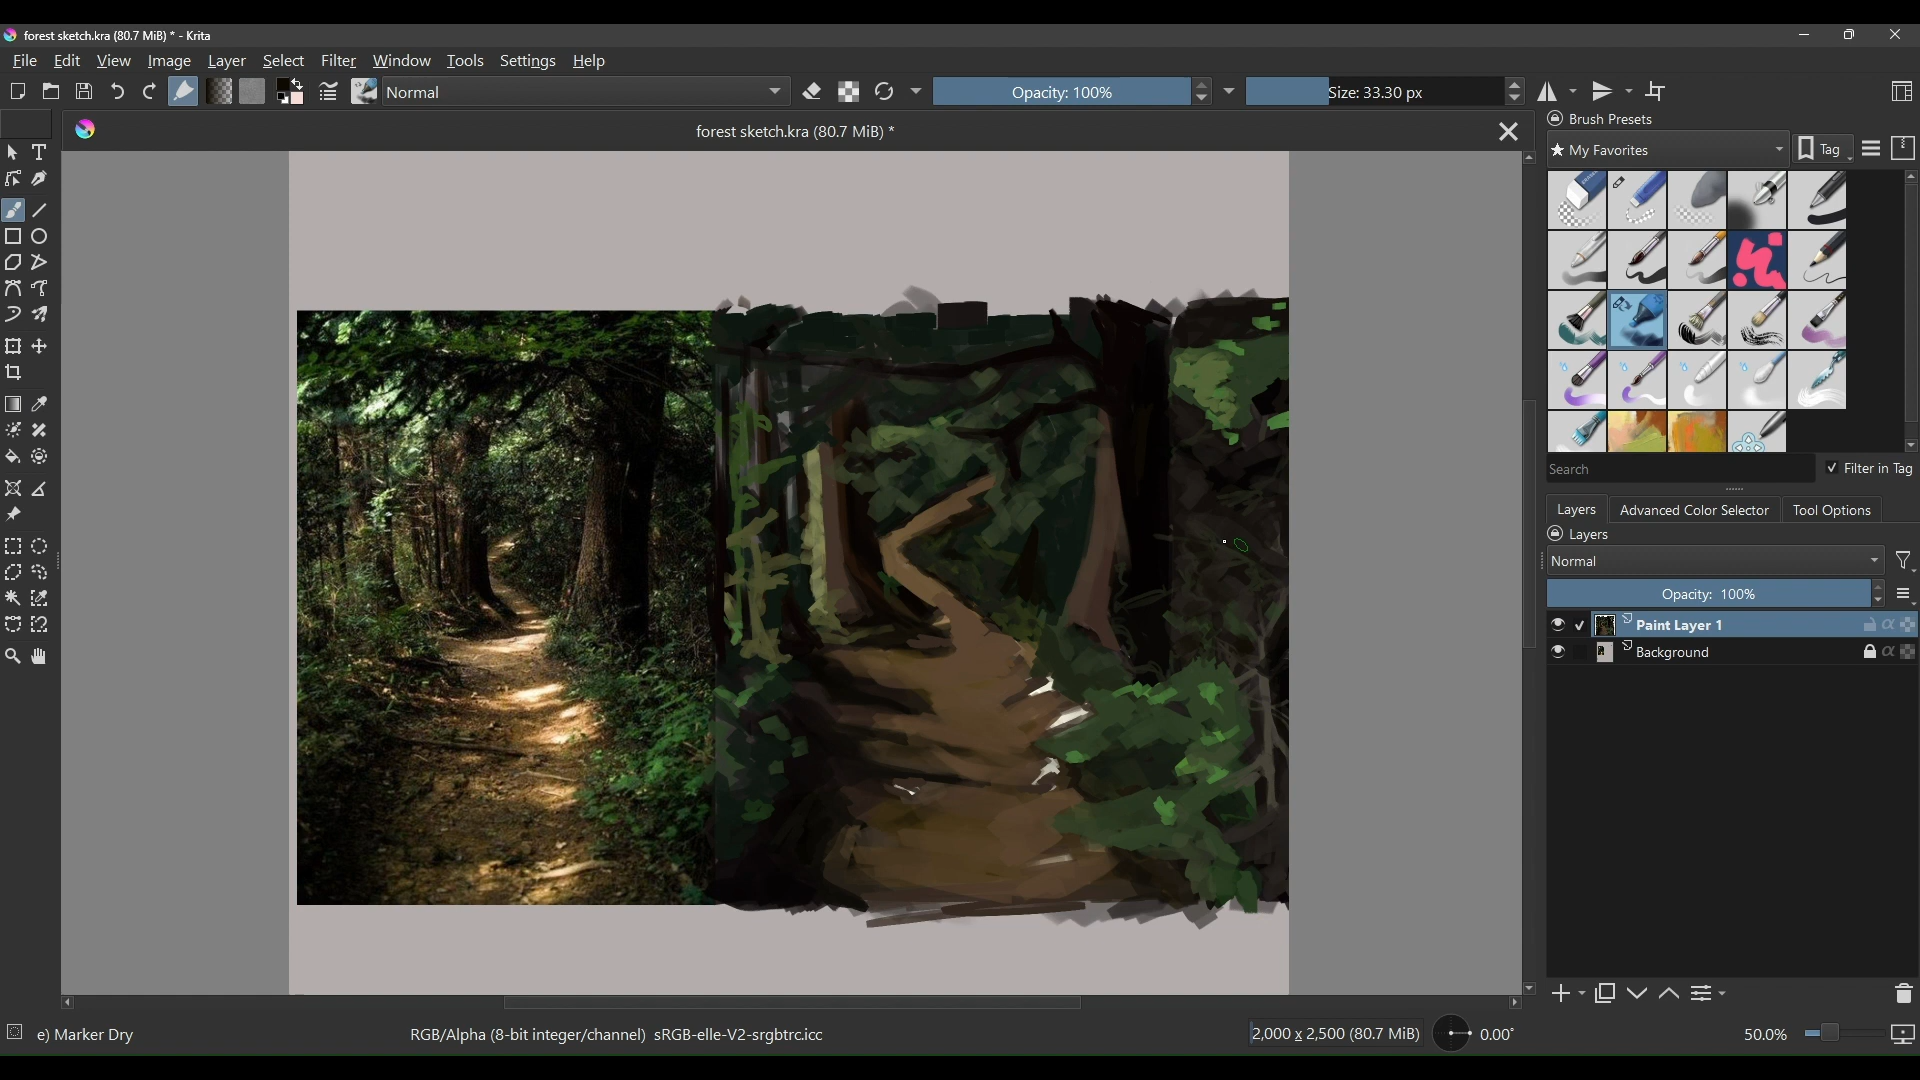 forest sketch.kra (80.7 MiB) * - Krita
File Edit View Image Layer Select Filter Window Tools Settings Help
Normal Opacity: 100% Size: 33.30 px
forest sketch.kra (80.7 MiB) *
Brush Presets
My Favorites Tag
Search Filter in Tag
Layers Advanced Color Selector Tool Options
Layers
Normal
Opacity: 100%
Paint Layer 1
Background
e) Marker Dry RGB/Alpha (8-bit integer/channel) sRGB-elle-V2-srgbtrc.icc 2,000 x 2,500 (80.7 MiB) 0.00° 50.0%